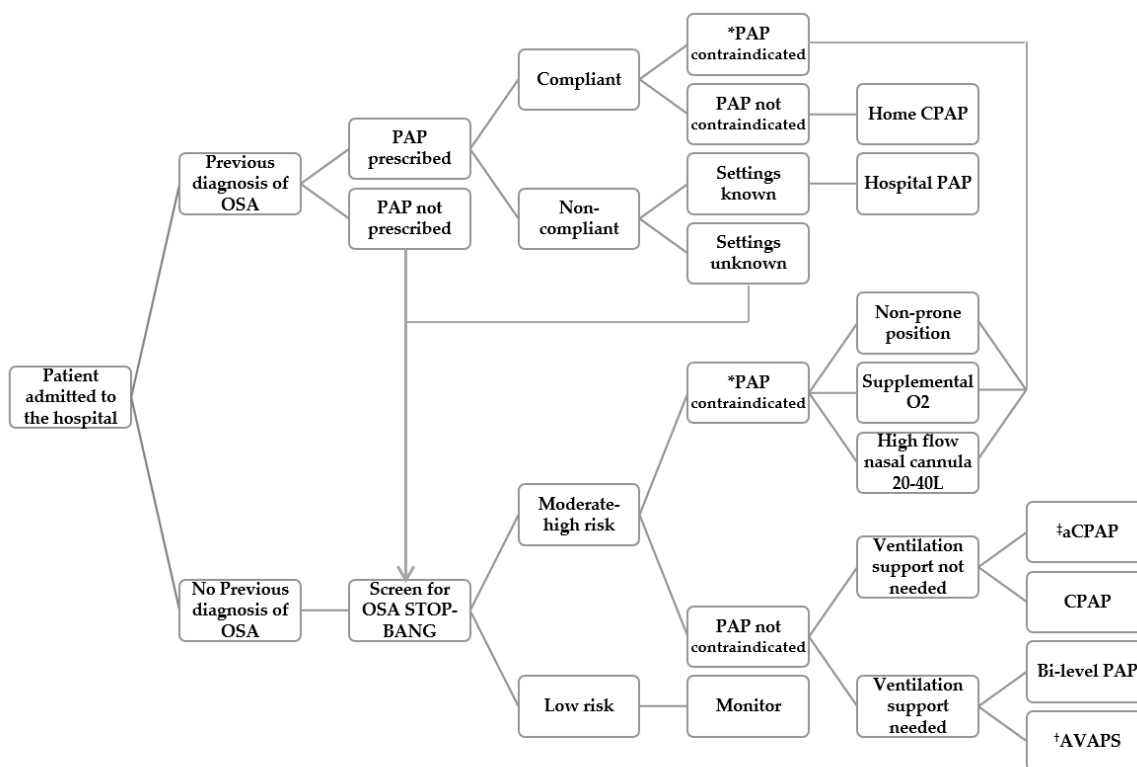 *PAP
contraindicated
Compliant
PAP not
contraindicated
Home CPAP
PAP
prescribed
Previous
diagnosis of
OSA
Settings
known
Hospital PAP
PAP not
prescribed
Non-
compliant
Settings
unknown
Non-prone
position
Patient
admitted to
the hospital
*PAP
contraindicated
Supplemental
O2
High flow
nasal cannula
20-40L
Moderate-
high risk
‡aCPAP
Ventilation
support not
needed
No Previous
diagnosis of
OSA
Screen for
OSA STOP-
BANG
CPAP
PAP not
contraindicated
Bi-level PAP
Low risk
Monitor
Ventilation
support
needed
†AVAPS